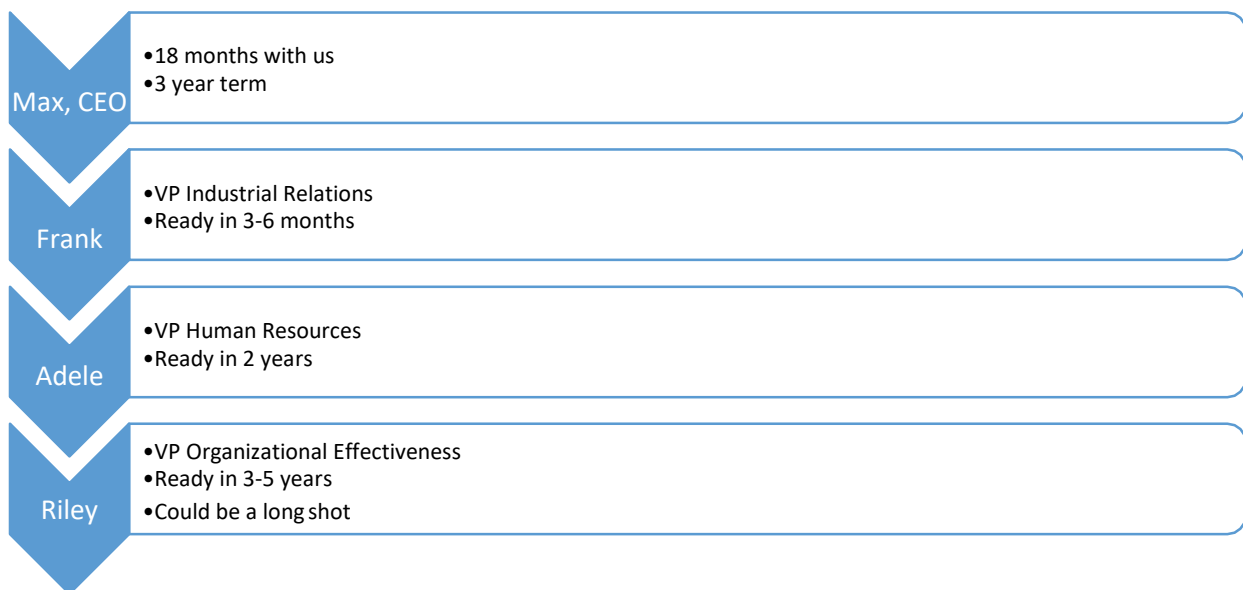 Max, CEO
•18 months with us
•3 year term
Frank
•VP Industrial Relations
•Ready in 3-6 months
Adele
•VP Human Resources
•Ready in 2 years
Riley
•VP Organizational Effectiveness
•Ready in 3-5 years
•Could be a long shot